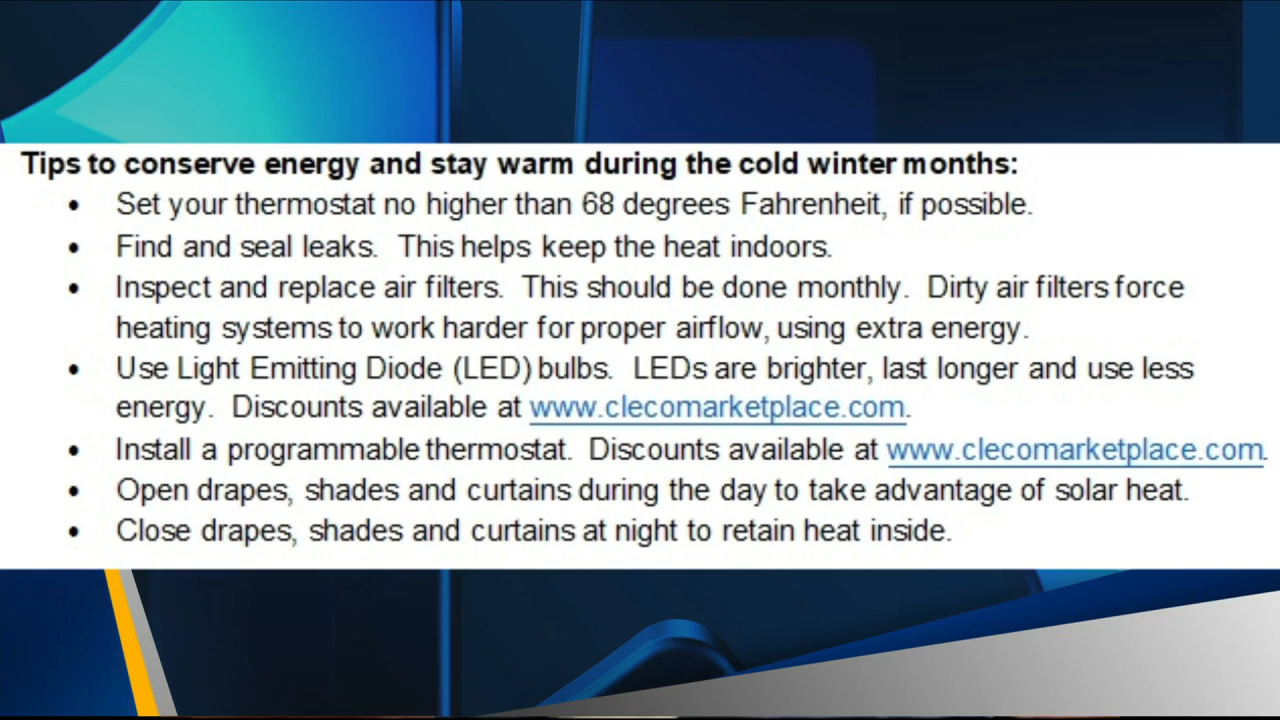 Tips to conserve energy and stay warm during the cold winter months:
• Set your thermostat no higher than 68 degrees Fahrenheit, if possible.
• Find and seal leaks. This helps keep the heat indoors.
• Inspect and replace air filters. This should be done monthly. Dirty air filters force
heating systems to work harder for proper airflow, using extra energy.
• Use Light Emitting Diode (LED) bulbs. LEDs are brighter, last longer and use less
energy. Discounts available at www.clecomarketplace.com.
• Install a programmable thermostat. Discounts available at www.clecomarketplace.com.
• Open drapes, shades and curtains during the day to take advantage of solar heat.
• Close drapes, shades and curtains at night to retain heat inside.